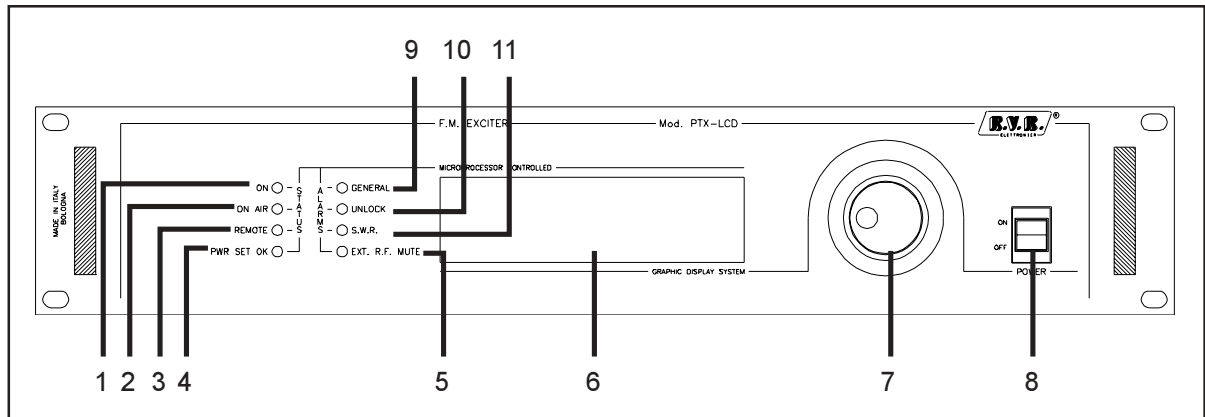 9 10 11
F.M. EXCITER
Mod. PTX-LCD
R.V.R.®
ELETTRONICA
MICROPROCESSOR CONTROLLED
MADE IN ITALY
BOLOGNA
ON
ON AIR
REMOTE
PWR SET OK
STATUS
ALARMS
GENERAL
UNLOCK
S.W.R.
EXT. R.F. MUTE
GRAPHIC DISPLAY SYSTEM
ON
OFF
POWER
1 2 3 4 5 6 7 8